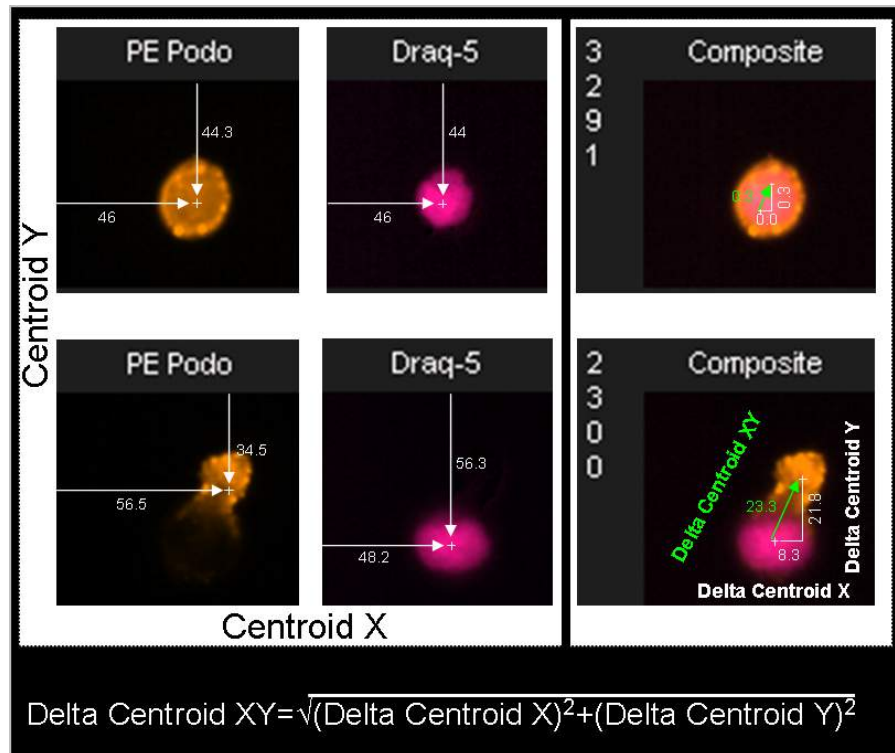 PE Podo
Draq-5
Composite
3
2
9
1
44.3
44
46
46
0.3
0.3
0.0
Centroid Y
PE Podo
Draq-5
Composite
2
3
0
0
34.5
56.3
56.5
48.2
Delta Centroid XY
23.3
21.8
8.3
Delta Centroid Y
Delta Centroid X
Centroid X
Delta Centroid XY=√(Delta Centroid X)²+(Delta Centroid Y)²